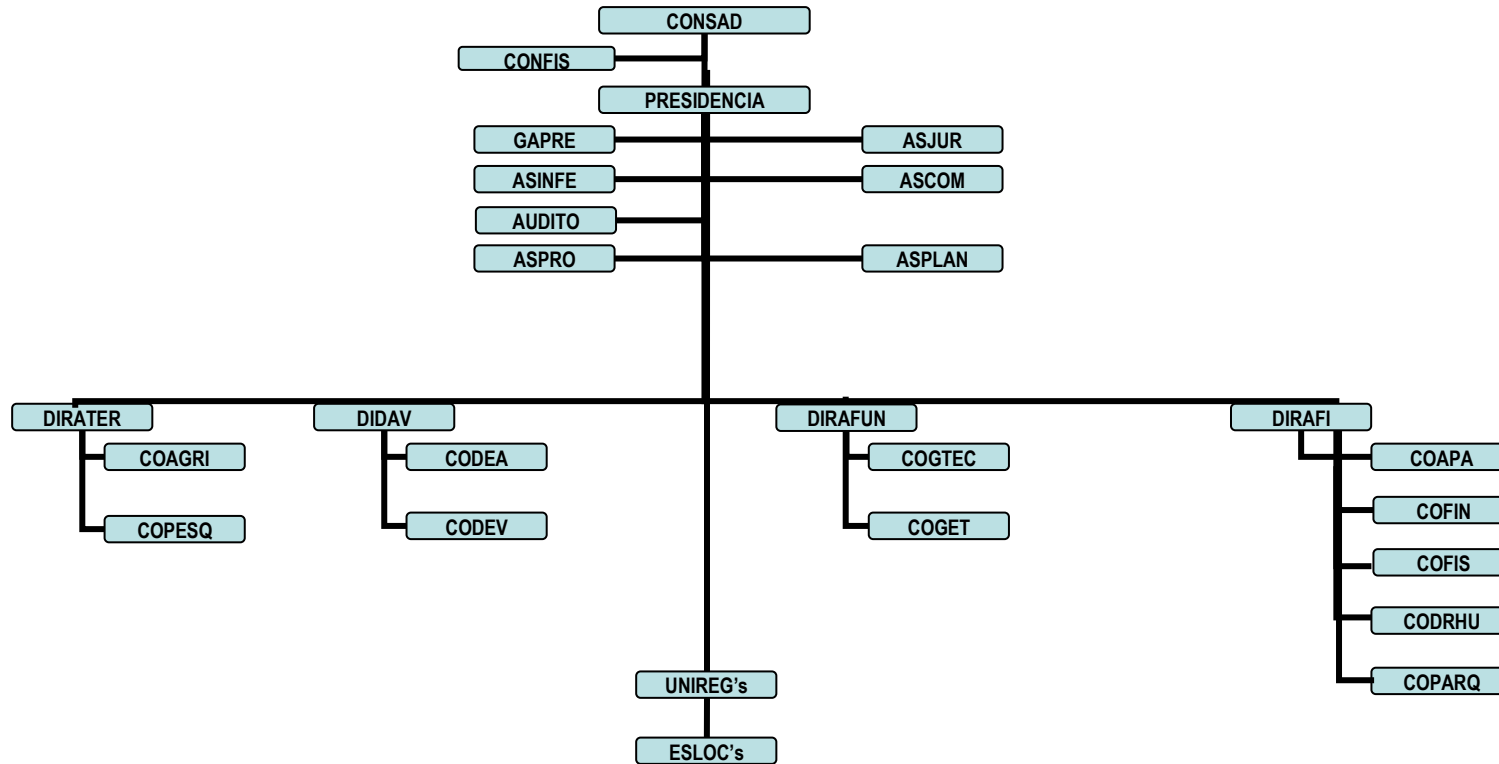 CONSAD
CONFIS
PRESIDENCIA
GAPRE
ASJUR
ASINFE
ASCOM
AUDITO
ASPRO
ASPLAN
DIRATER
DIDAV
DIRAFUN
DIRAFI
COAGRI
CODEA
COGTEC
COAPA
COFIN
COPESQ
CODEV
COGET
COFIS
CODRHU
UNIREG’s
COPARQ
ESLOC’s